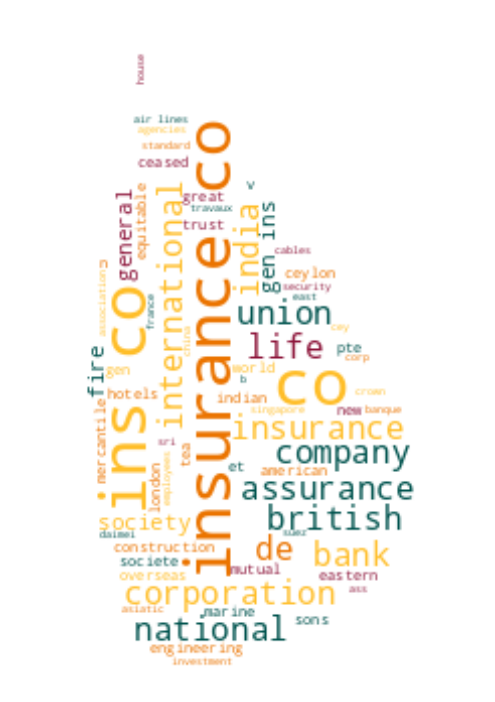 house
air lines
agencies
standard
ceased
insurance co
great
travaux
trust
v
general
equitable
international
india
gen ins
cables
ceylon
security
east
association
ins co
france
china
union
cey
life
pte
corp
fire
gen
world
b
co
crown
hotels
indian
singapore
new
banque
mercantile
insurance
sri
tea
company
london
employees
et
american
assurance
society
british
daimei
suez
construction
de
bank
societe
mutual
overseas
eastern
ass
corporation
asiatic
marine
sons
national
engineering
investment